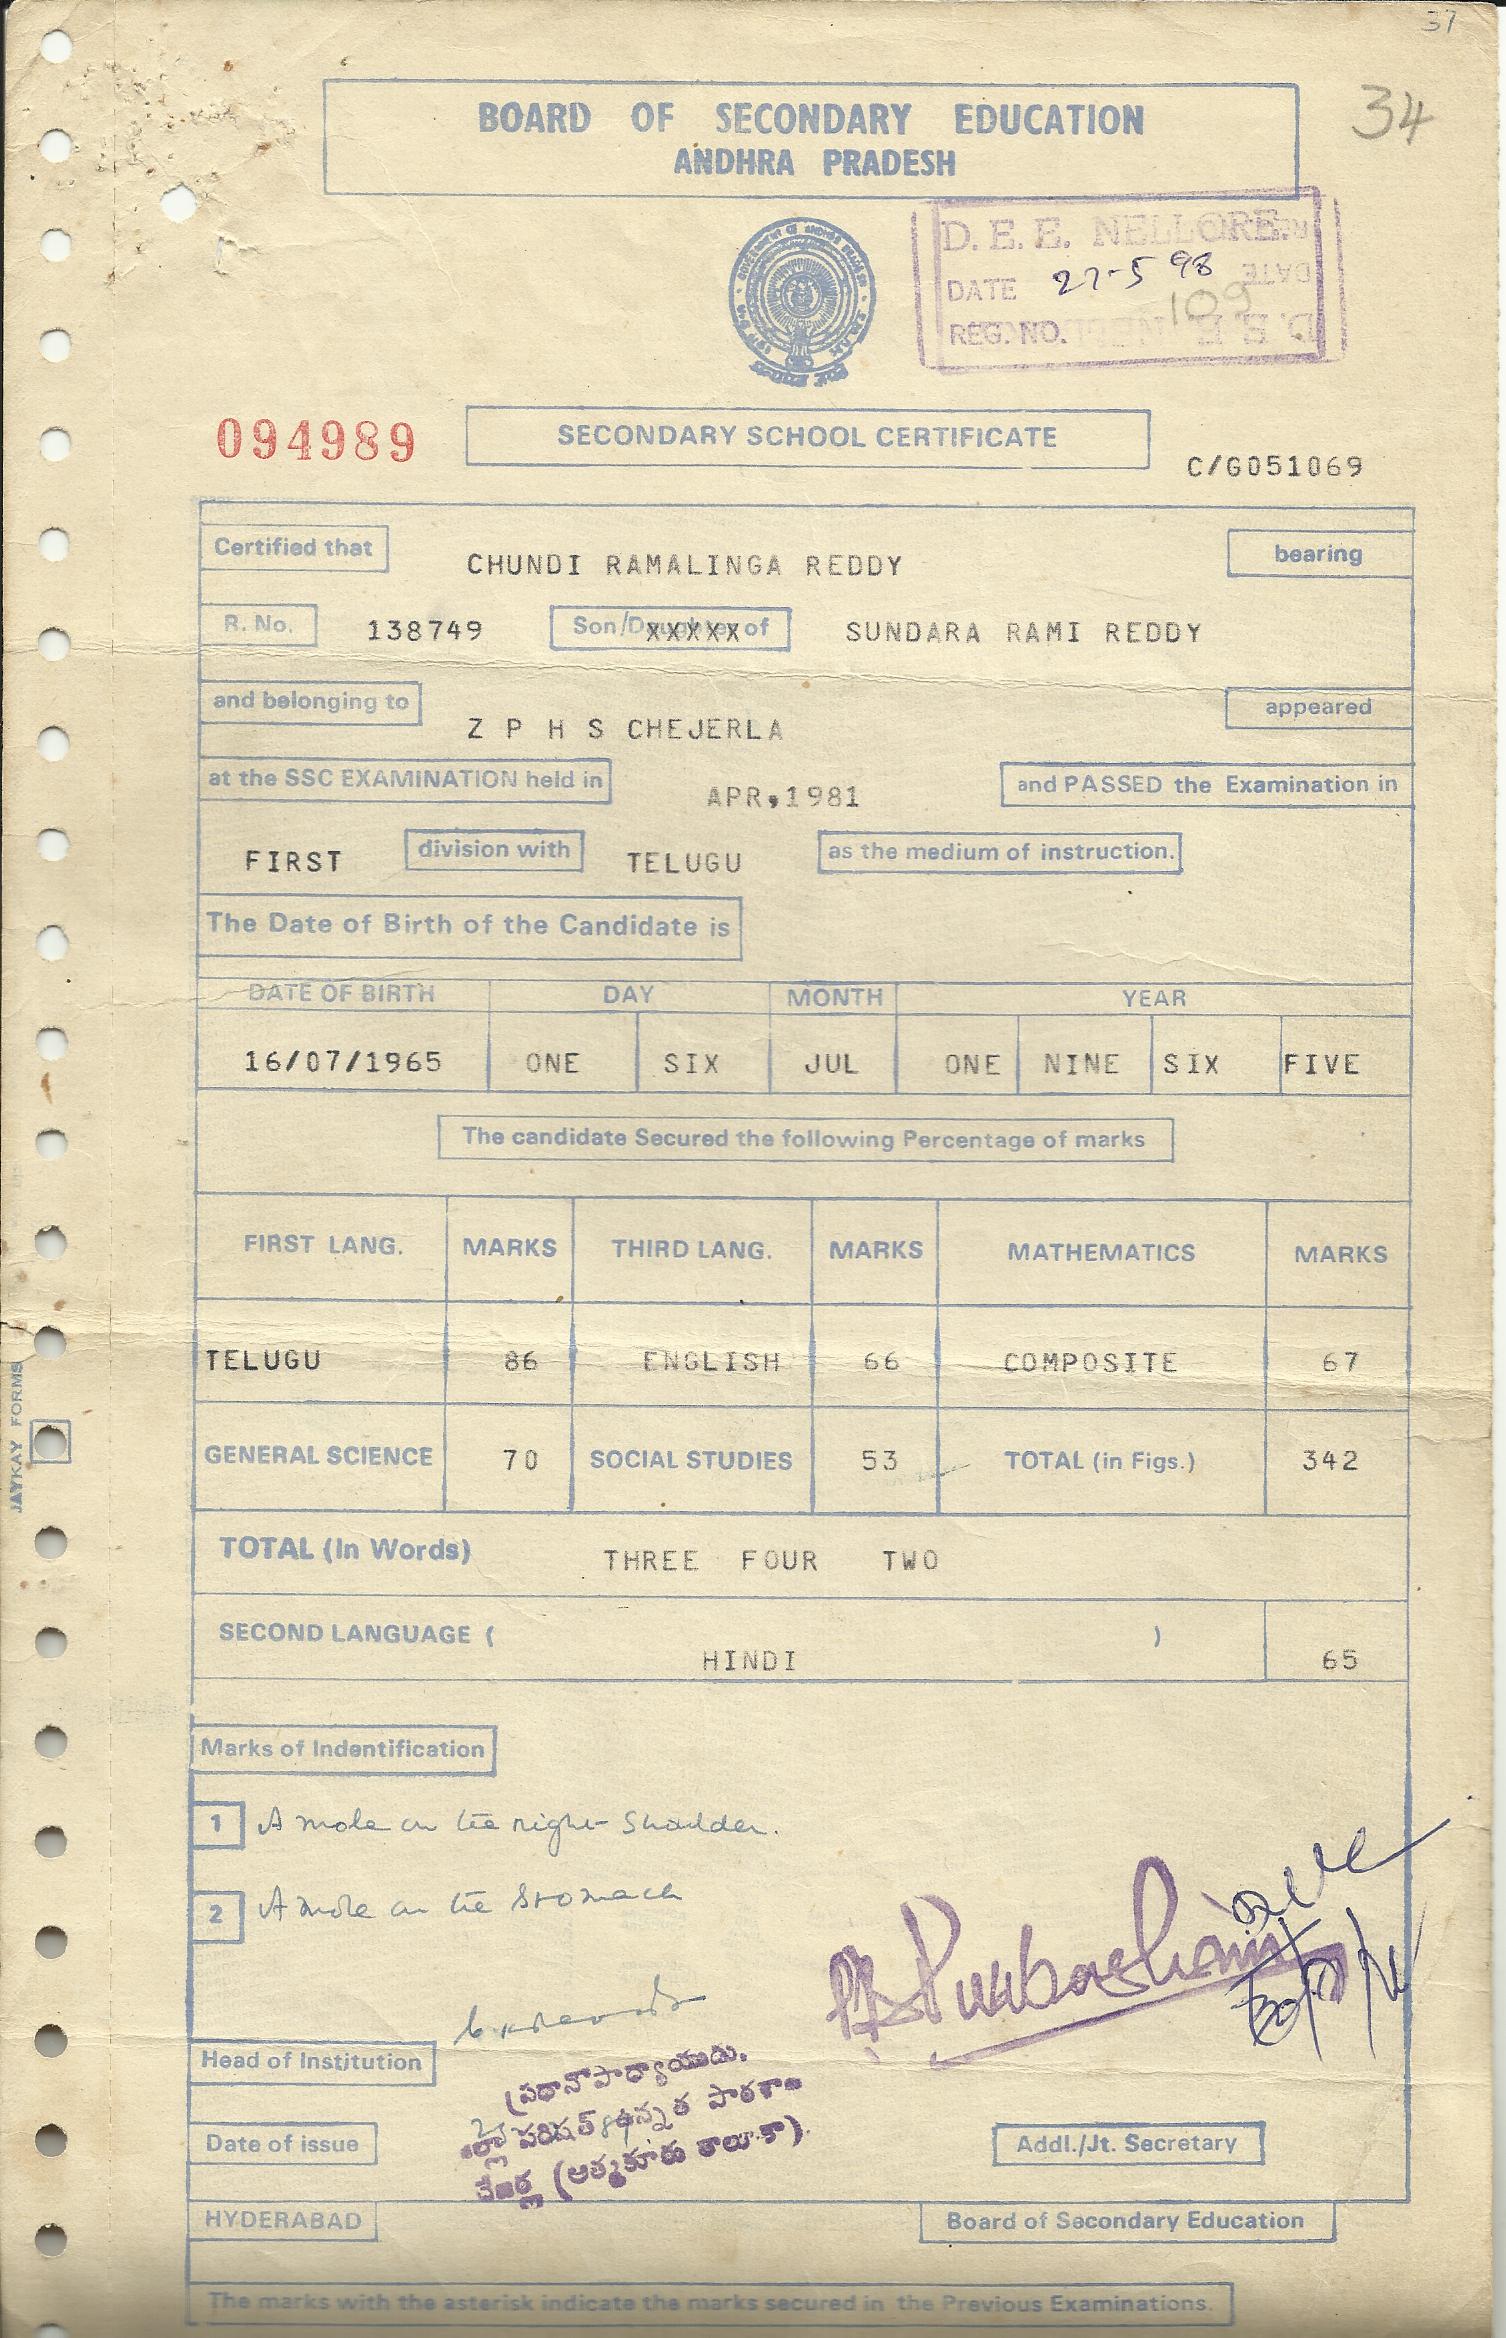 37
34
BOARD OF SECONDARY EDUCATION
ANDHRA PRADESH
D. E. E. NELLORE.
DATE 27-5 98
109
REG. NO.
094989
SECONDARY SCHOOL CERTIFICATE
C/G051069
Certified that CHUNDI RAMALINGA REDDY bearing
R. No. 138749 Son/Daughter of XXXXX SUNDARA RAMI REDDY
and belonging to Z P H S CHEJERLA appeared
at the SSC EXAMINATION held in APR,1981 and PASSED the Examination in
FIRST division with TELUGU as the medium of instruction.
The Date of Birth of the Candidate is
DATE OF BIRTH DAY MONTH YEAR
16/07/1965 ONE SIX JUL ONE NINE SIX FIVE
The candidate Secured the following Percentage of marks
FIRST LANG. MARKS THIRD LANG. MARKS MATHEMATICS MARKS
TELUGU 86 ENGLISH 66 COMPOSITE 67
GENERAL SCIENCE 70 SOCIAL STUDIES 53 TOTAL (in Figs.) 342
TOTAL (In Words) THREE FOUR TWO
SECOND LANGUAGE ( HINDI ) 65
Marks of Indentification
1 A mole on the right shoulder.
2 A mole on the stomach
Head of Institution
ప్రధానోపాధ్యాయుడు.
పరిషత్ ఉన్నత పాఠశాల
చేజర్ల (ఆత్మకూరు తాలూకా).
Date of issue
Addl./Jt. Secretary
HYDERABAD
Board of Secondary Education
The marks with the asterisk indicate the marks secured in the Previous Examinations.
JAYKAY FORMS